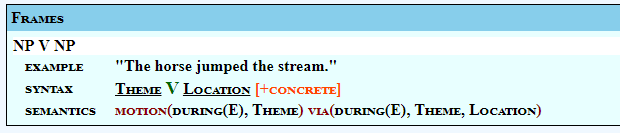 FRAMES
NP V NP
EXAMPLE "The horse jumped the stream."
SYNTAX THEME V LOCATION [+CONCRETE]
SEMANTICS MOTION(DURING(E), THEME) VIA(DURING(E), THEME, LOCATION)